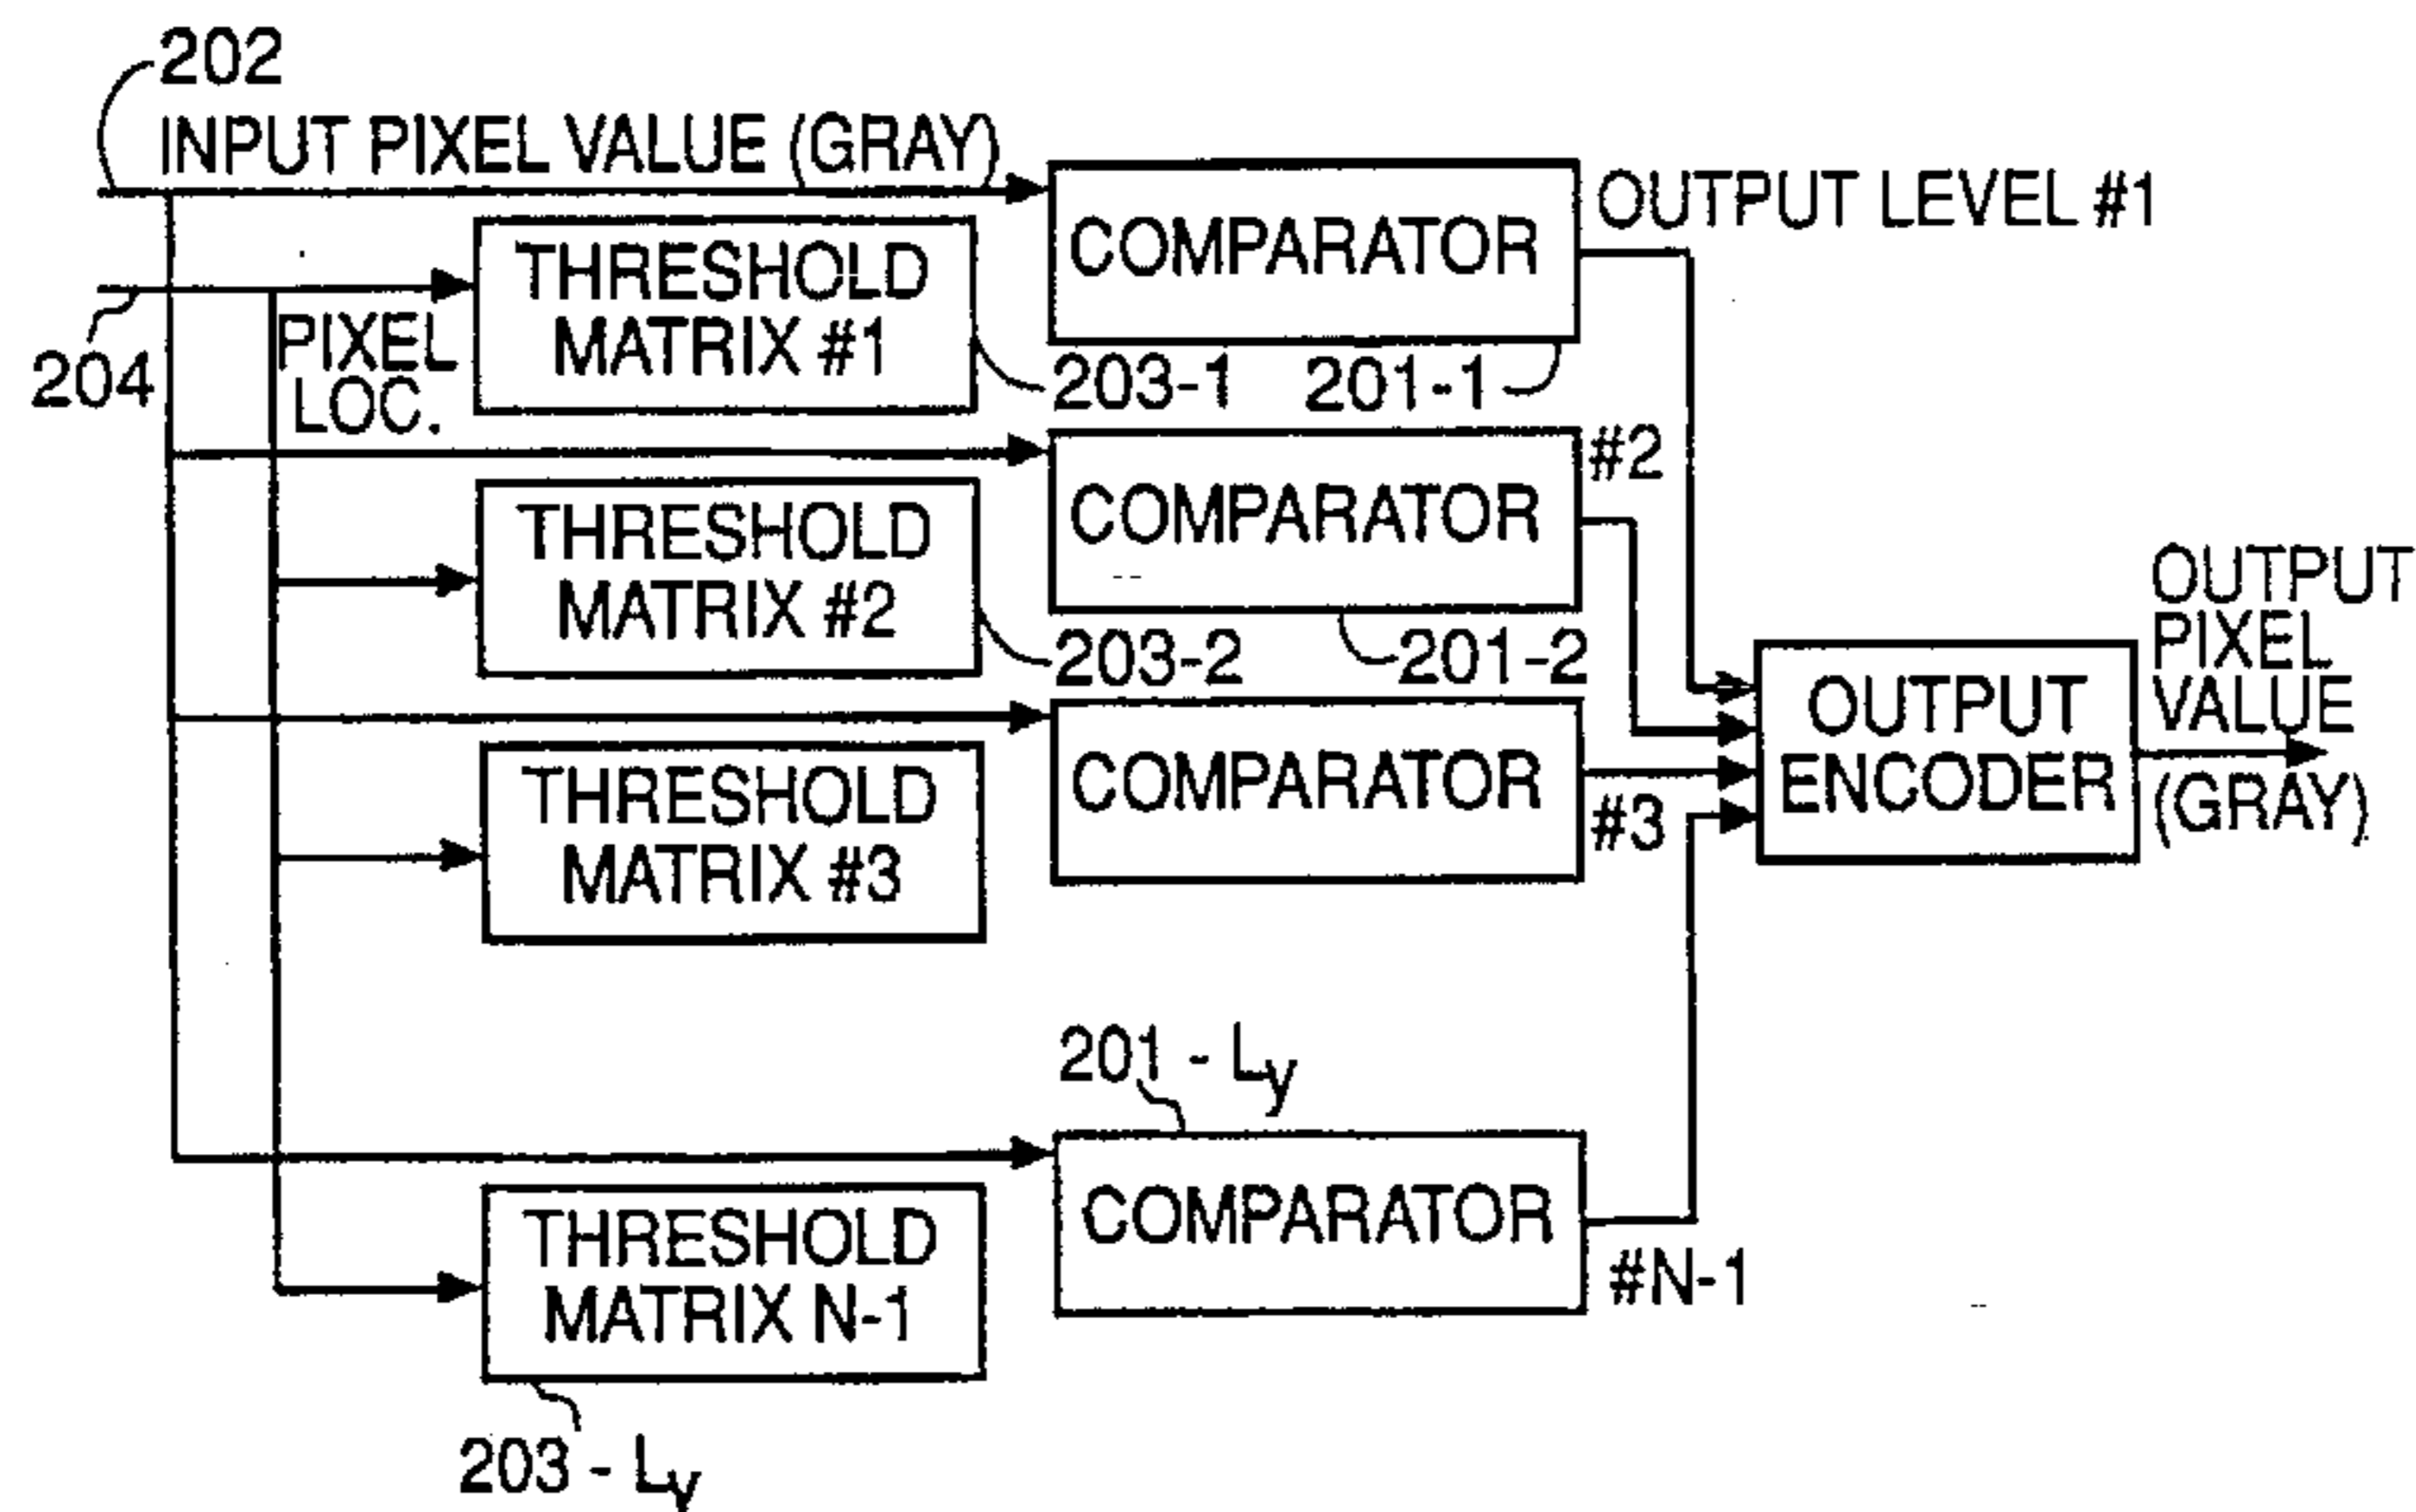 202
INPUT PIXEL VALUE (GRAY)
COMPARATOR
OUTPUT LEVEL #1
THRESHOLD
MATRIX #1
204
PIXEL
LOC.
203-1
201-1
COMPARATOR
#2
THRESHOLD
MATRIX #2
203-2
201-2
COMPARATOR
#3
THRESHOLD
MATRIX #3
OUTPUT
ENCODER
OUTPUT
PIXEL
VALUE
(GRAY)
201 - Ly
COMPARATOR
#N-1
THRESHOLD
MATRIX N-1
203 - Ly